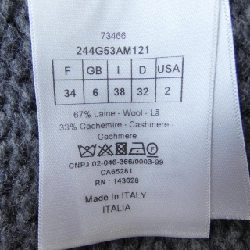 73466
244G53AM121
F GB I D USA
34 6 38 32 2
67% Laine - Wool - Lã
33% Cachemire - Cashmere -
Cashmere
CNPJ 02-046-366/0003-99
CA95281
RN : 143028
Made in ITALY
ITALIA